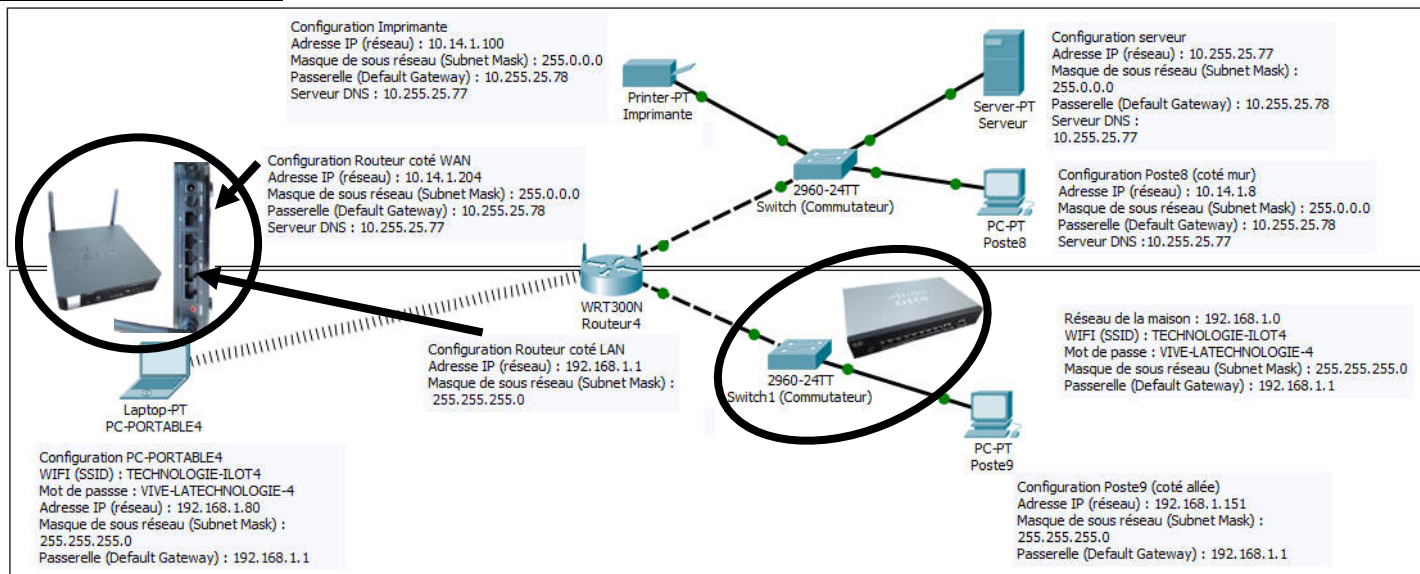 Configuration Imprimante
Adresse IP (réseau) : 10.14.1.100
Masque de sous réseau (Subnet Mask) : 255.0.0.0
Passerelle (Default Gateway) : 10.255.25.78
Serveur DNS : 10.255.25.77
Printer-PT
Imprimante
Server-PT
Serveur
Configuration serveur
Adresse IP (réseau) : 10.255.25.77
Masque de sous réseau (Subnet Mask) :
255.0.0.0
Passerelle (Default Gateway) : 10.255.25.78
Serveur DNS :
10.255.25.77
Configuration Routeur coté WAN
Adresse IP (réseau) : 10.14.1.204
Masque de sous réseau (Subnet Mask) : 255.0.0.0
Passerelle (Default Gateway) : 10.255.25.78
Serveur DNS : 10.255.25.77
2960-24TT
Switch (Commutateur)
PC-PT
Poste8
Configuration Poste8 (coté mur)
Adresse IP (réseau) : 10.14.1.8
Masque de sous réseau (Subnet Mask) : 255.0.0.0
Passerelle (Default Gateway) : 10.255.25.78
Serveur DNS :10.255.25.77
WRT300N
Routeur4
Configuration Routeur coté LAN
Adresse IP (réseau) : 192.168.1.1
Masque de sous réseau (Subnet Mask) :
255.255.255.0
2960-24TT
Switch1 (Commutateur)
Réseau de la maison : 192.168.1.0
WIFI (SSID) : TECHNOLOGIE-ILOT4
Mot de passe : VIVE-LATECHNOLOGIE-4
Masque de sous réseau (Subnet Mask) : 255.255.255.0
Passerelle (Default Gateway) : 192.168.1.1
Laptop-PT
PC-PORTABLE4
PC-PT
Poste9
Configuration PC-PORTABLE4
WIFI (SSID) : TECHNOLOGIE-ILOT4
Mot de passse : VIVE-LATECHNOLOGIE-4
Adresse IP (réseau) : 192.168.1.80
Masque de sous réseau (Subnet Mask) :
255.255.255.0
Passerelle (Default Gateway) : 192.168.1.1
Configuration Poste9 (coté allée)
Adresse IP (réseau) : 192.168.1.151
Masque de sous réseau (Subnet Mask) :
255.255.255.0
Passerelle (Default Gateway) : 192.168.1.1